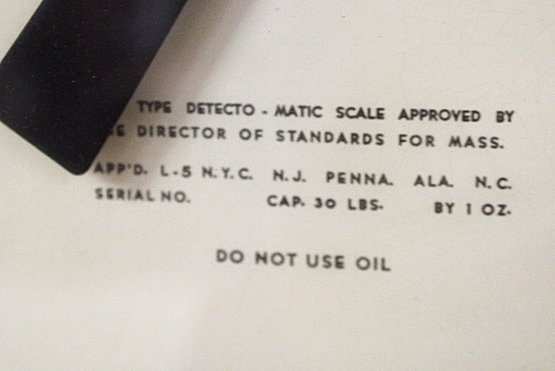 TYPE DETECTO - MATIC SCALE APPROVED BY
DIRECTOR OF STANDARDS FOR MASS.
APP'D. L-5 N.Y.C. N.J. PENNA. ALA. N.C.
SERIAL NO. CAP. 30 LBS. BY 1 OZ.
DO NOT USE OIL